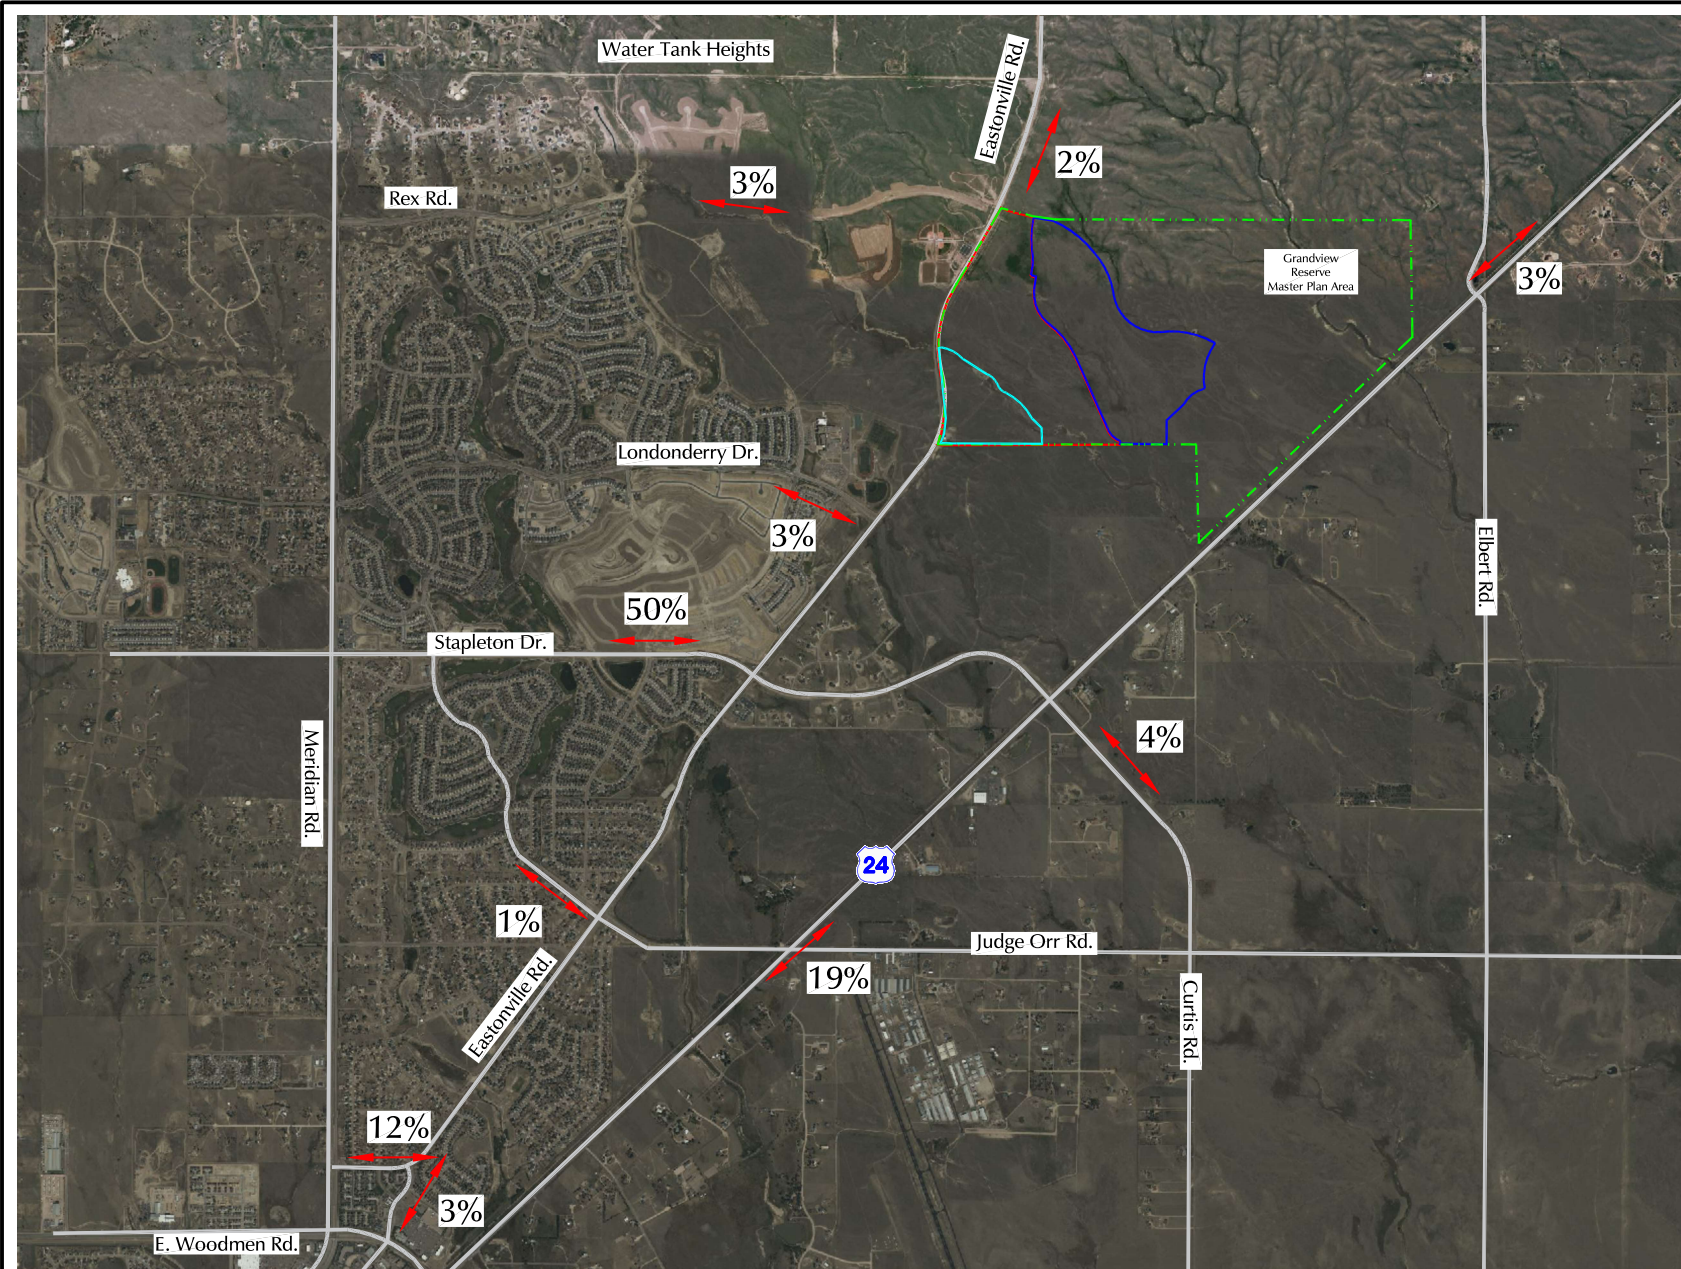 Water Tank Heights
Eastonville Rd.
2%
3%
Rex Rd.
Grandview
Reserve
Master Plan Area
3%
Londonderry Dr.
3%
Elbert Rd.
50%
Stapleton Dr.
Meridian Rd.
4%
24
1%
Judge Orr Rd.
19%
Eastonville Rd.
Curtis Rd.
12%
3%
E. Woodmen Rd.